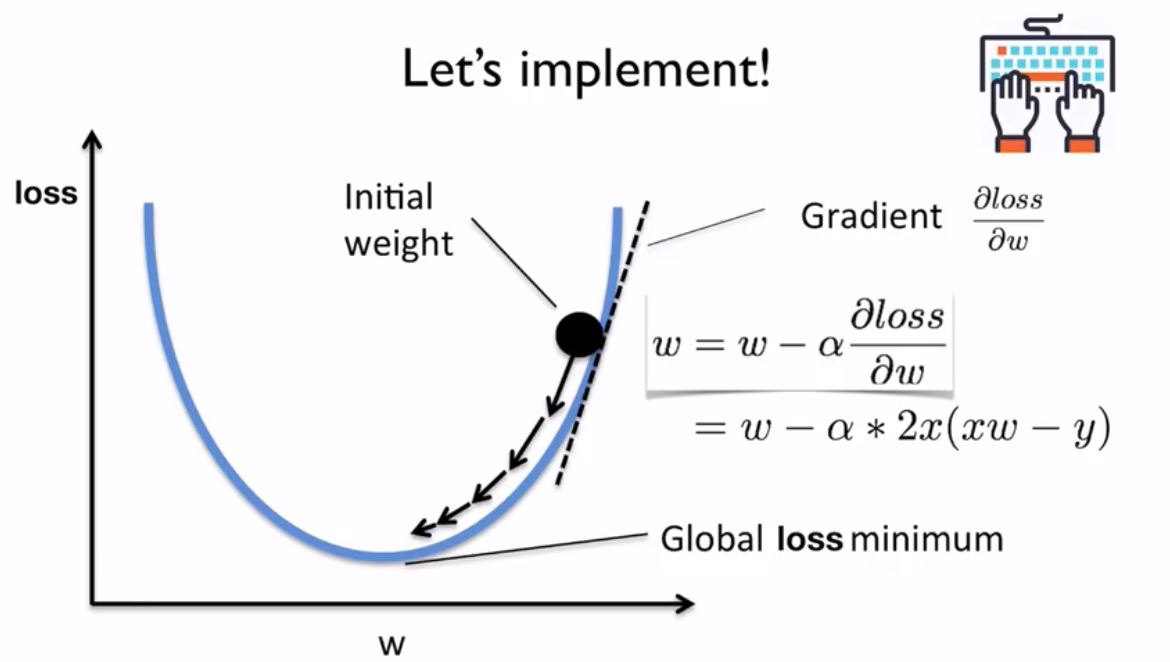 Let's implement!
loss
Initial
weight
Gradient ∂loss/∂w
w = w − α ∂loss/∂w
= w − α * 2x(xw − y)
Global loss minimum
w